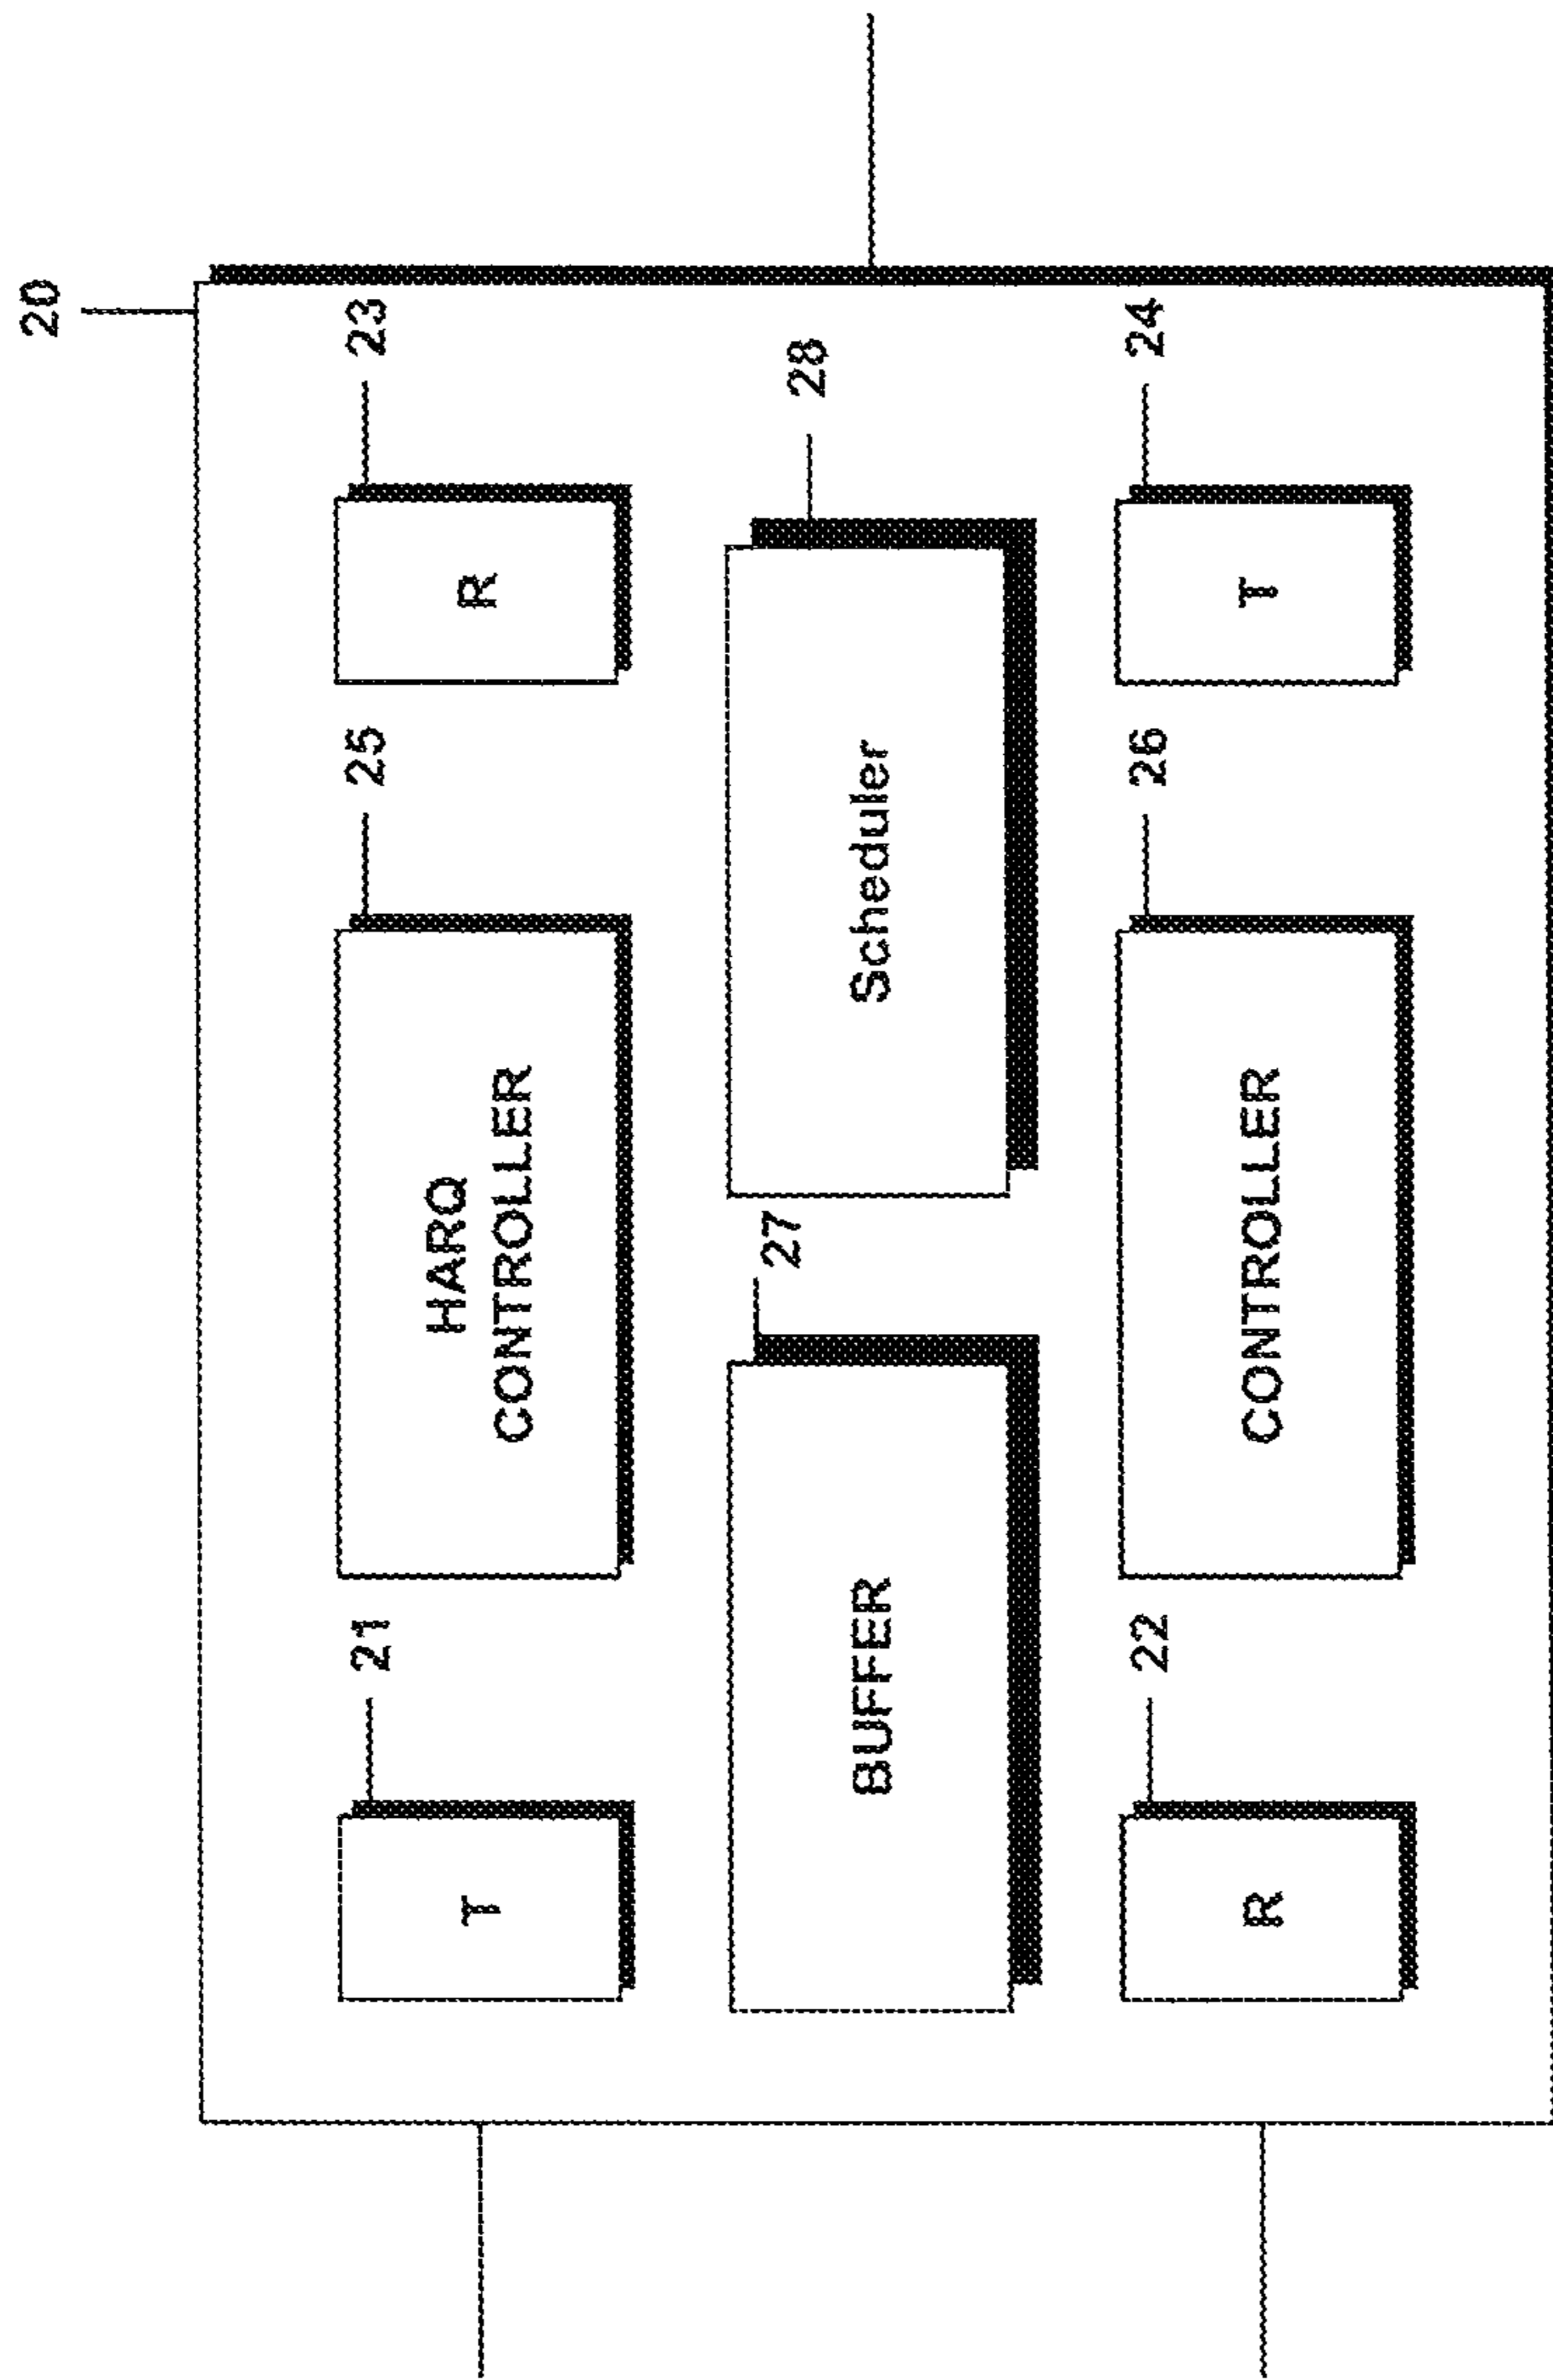 20
21
25
23
T
HARQ
CONTROLLER
R
27
28
BUFFER
Scheduler
22
26
24
R
CONTROLLER
T